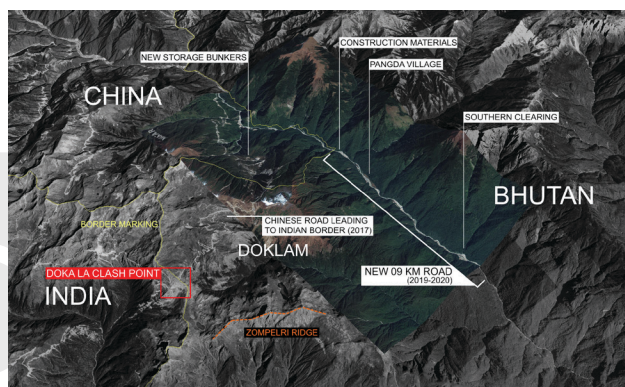 CONSTRUCTION MATERIALS
NEW STORAGE BUNKERS
PANGDA VILLAGE
CHINA
SOUTHERN CLEARING
BHUTAN
BORDER MARKING
CHINESE ROAD LEADING
TO INDIAN BORDER (2017)
DOKLAM
DOKA LA CLASH POINT
NEW 09 KM ROAD
(2019-2020)
INDIA
ZOMPELRI RIDGE